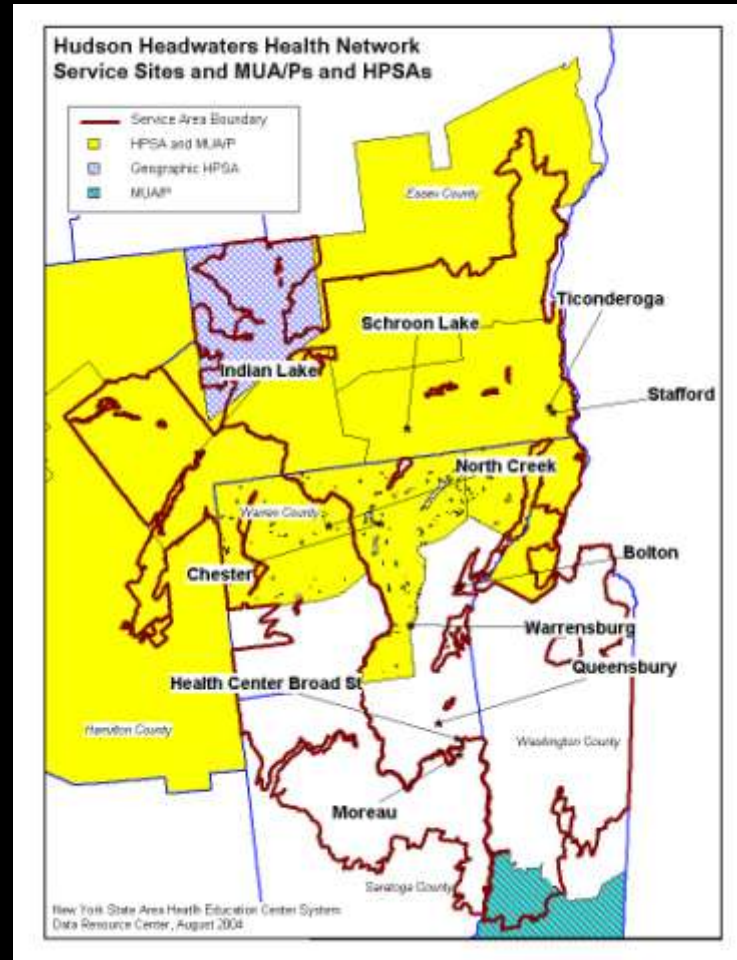 Hudson Headwaters Health Network
Service Sites and MUA/Ps and HPSAs
Service Area Boundary
HPSA and MUA/P
Geographic HPSA
MUA/P
Essex County
Ticonderoga
Schroon Lake
Indian Lake
Stafford
North Creek
Warren County
Chester
Bolton
Warrensburg
Queensbury
Health Center Broad St
Hamilton County
Washington County
Moreau
Saratoga County
New York State Area Health Education Center System
Data Resource Center, August 2004